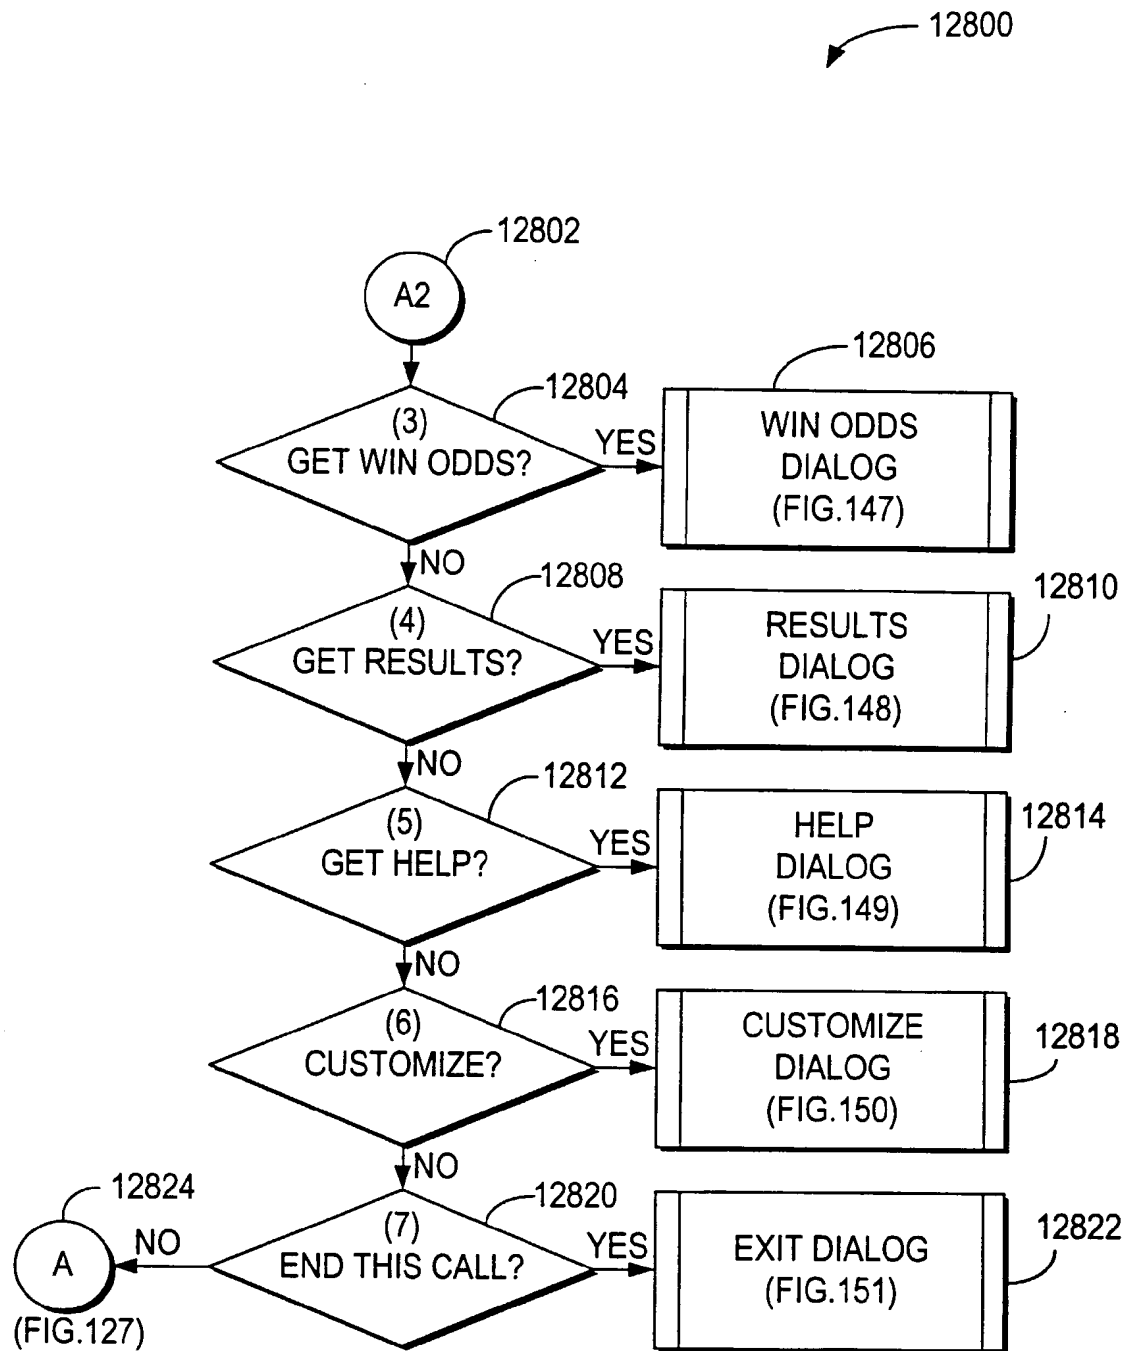 12800
12802
A2
12804
(3)
GET WIN ODDS?
YES
12806
WIN ODDS
DIALOG
(FIG.147)
NO
12808
(4)
GET RESULTS?
YES
12810
RESULTS
DIALOG
(FIG.148)
NO
12812
(5)
GET HELP?
YES
12814
HELP
DIALOG
(FIG.149)
NO
12816
(6)
CUSTOMIZE?
YES
12818
CUSTOMIZE
DIALOG
(FIG.150)
NO
12820
(7)
END THIS CALL?
YES
12822
EXIT DIALOG
(FIG.151)
NO
12824
A
(FIG.127)